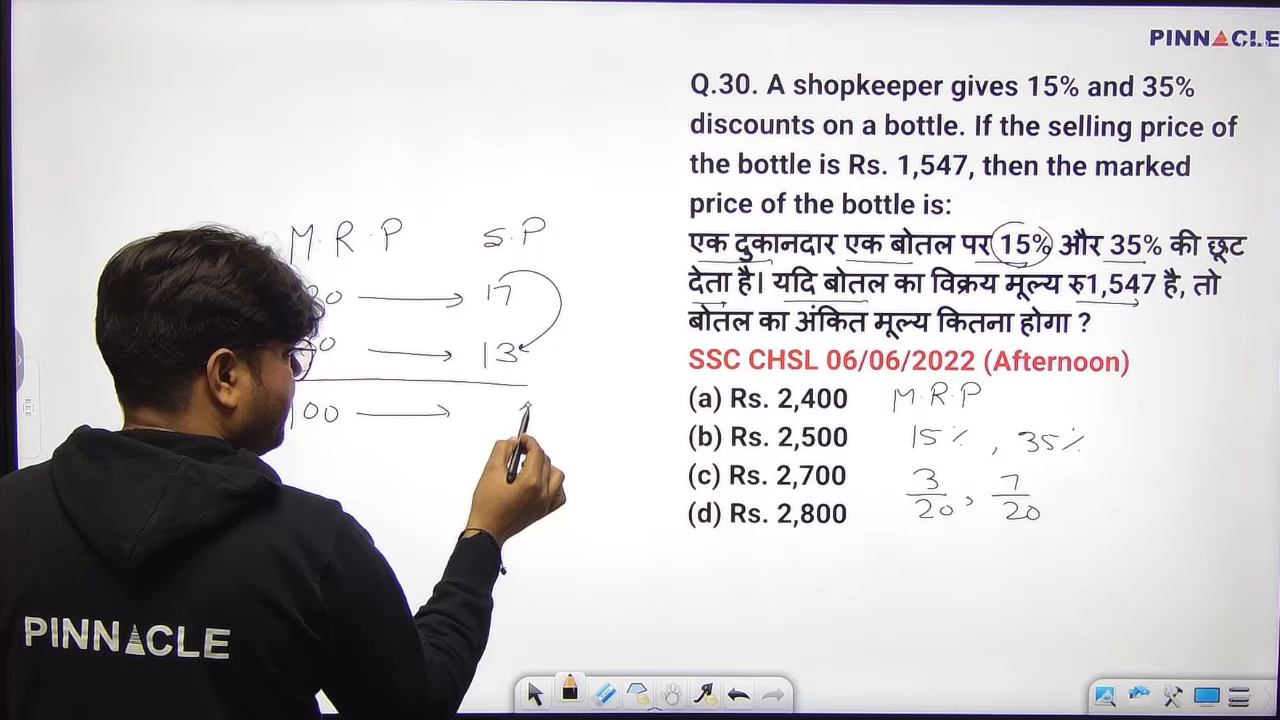 PINNACLE
Q.30. A shopkeeper gives 15% and 35%
discounts on a bottle. If the selling price of
the bottle is Rs. 1,547, then the marked
price of the bottle is:
एक दुकानदार एक बोतल पर 15% और 35% की छूट
देता है। यदि बोतल का विक्रय मूल्य रु1,547 है, तो
बोतल का अंकित मूल्य कितना होगा ?
SSC CHSL 06/06/2022 (Afternoon)
(a) Rs. 2,400
(b) Rs. 2,500
(c) Rs. 2,700
(d) Rs. 2,800
M.R.P
15% , 35%
3/20, 7/20
M.R.P S.P
17
13
00
PINNACLE